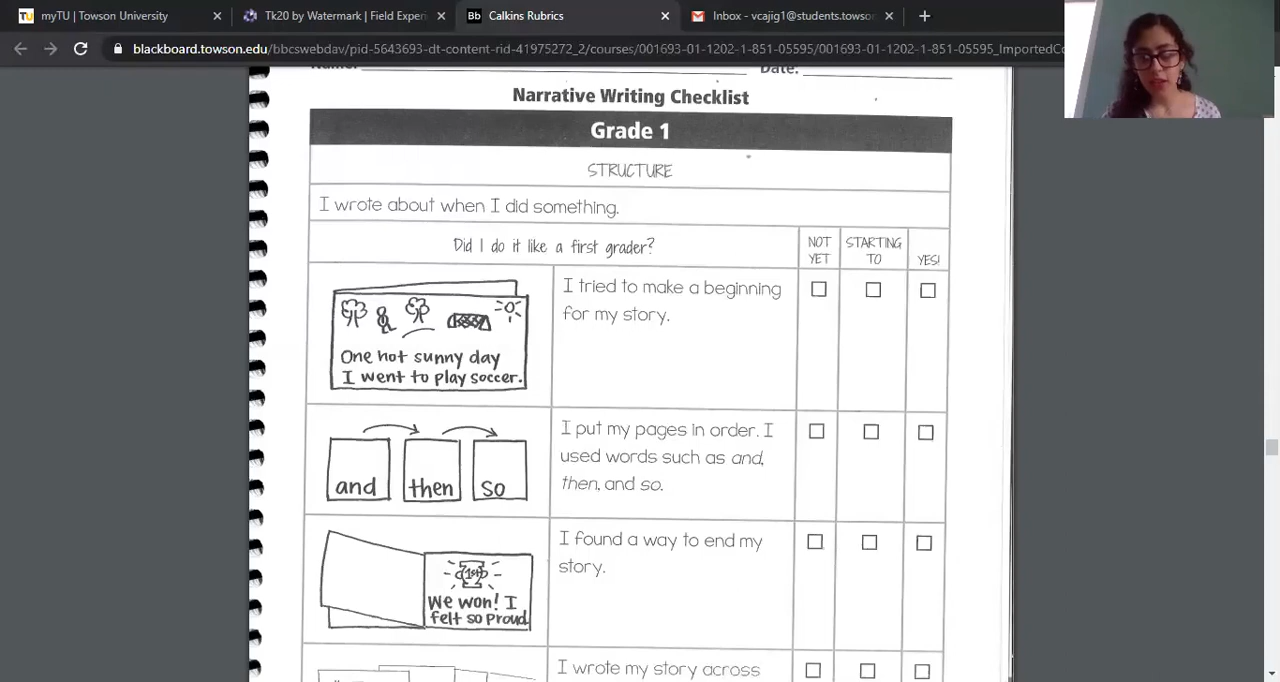 myTU | Towson University
Tk20 by Watermark | Field Exper
Calkins Rubrics
Inbox - vcajig1@students.towso
blackboard.towson.edu/bbcswebdav/pid-5643693-dt-content-rid-41975272_2/courses/001693-01-1202-1-851-05595/001693-01-1202-1-851-05595_ImportedCo
Date:
Narrative Writing Checklist
Grade 1
STRUCTURE
I wrote about when I did something.
Did I do it like a first grader?
NOT YET
STARTING TO
YES!
One hot sunny day
I went to play soccer.
I tried to make a beginning
for my story.
and
then
so
I put my pages in order. I
used words such as and,
then, and so.
1st
We won! I
felt so proud
I found a way to end my
story.
I wrote my story across